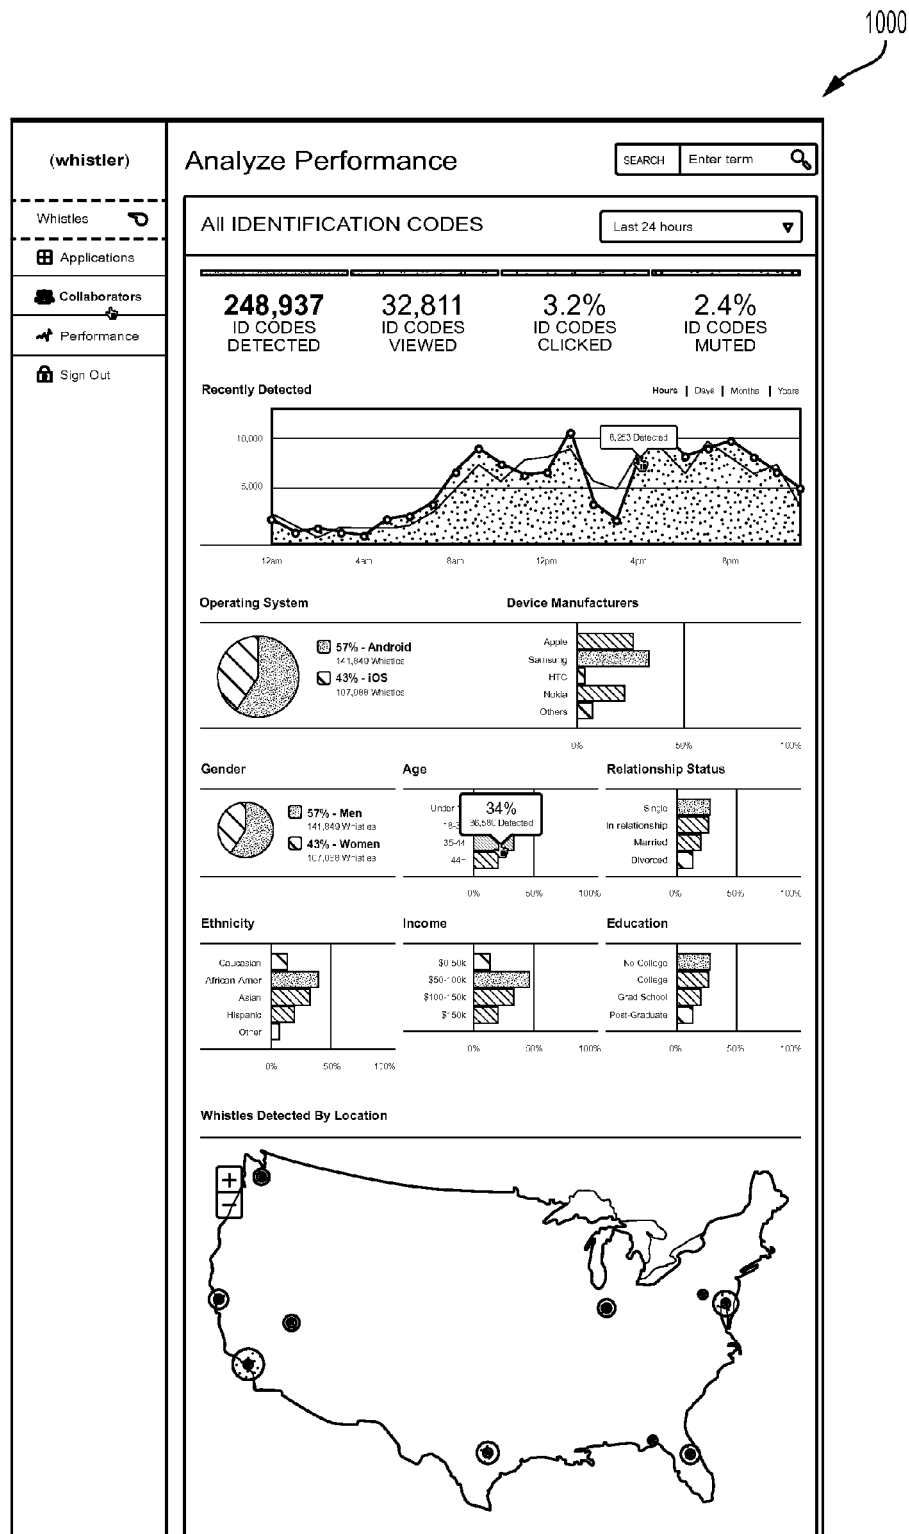 1000
(whistler)
Whistles
Applications
Collaborators
Performance
Sign Out
Analyze Performance
SEARCH Enter term
All IDENTIFICATION CODES
Last 24 hours
248,937
ID CODES
DETECTED
32,811
ID CODES
VIEWED
3.2%
ID CODES
CLICKED
2.4%
ID CODES
MUTED
Recently Detected
Hours | Days | Months | Years
10,000
5,000
Detected
12am 4am 8am 12pm 4pm 8pm
Operating System
57% - Android
141,849 Whistles
43% - iOS
107,088 Whistles
Device Manufacturers
Apple
Samsung
HTC
Nokia
Others
0% 50% 100%
Gender
57% - Men
141,849 Whistles
43% - Women
107,088 Whistles
Age
34%
Detected
Under
18-3
35-44
44+
0% 50% 100%
Relationship Status
Single
In relationship
Married
Divorced
0% 50% 100%
Ethnicity
Caucasian
African Amer
Asian
Hispanic
Other
0% 50% 100%
Income
$0-50k
$50-100k
$100-150k
$150k
0% 50% 100%
Education
No College
College
Grad School
Post-Graduate
0% 50% 100%
Whistles Detected By Location
+
−